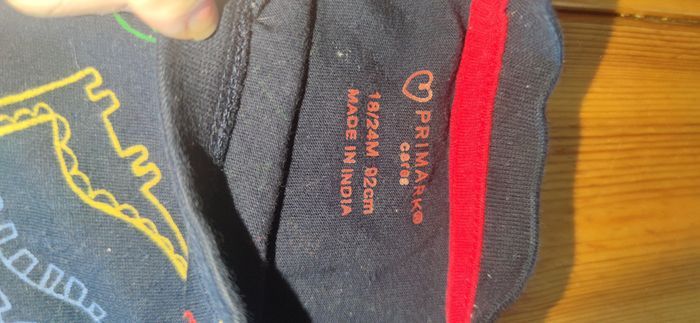 PRIMARK®
cares
18/24M 92cm
MADE IN INDIA